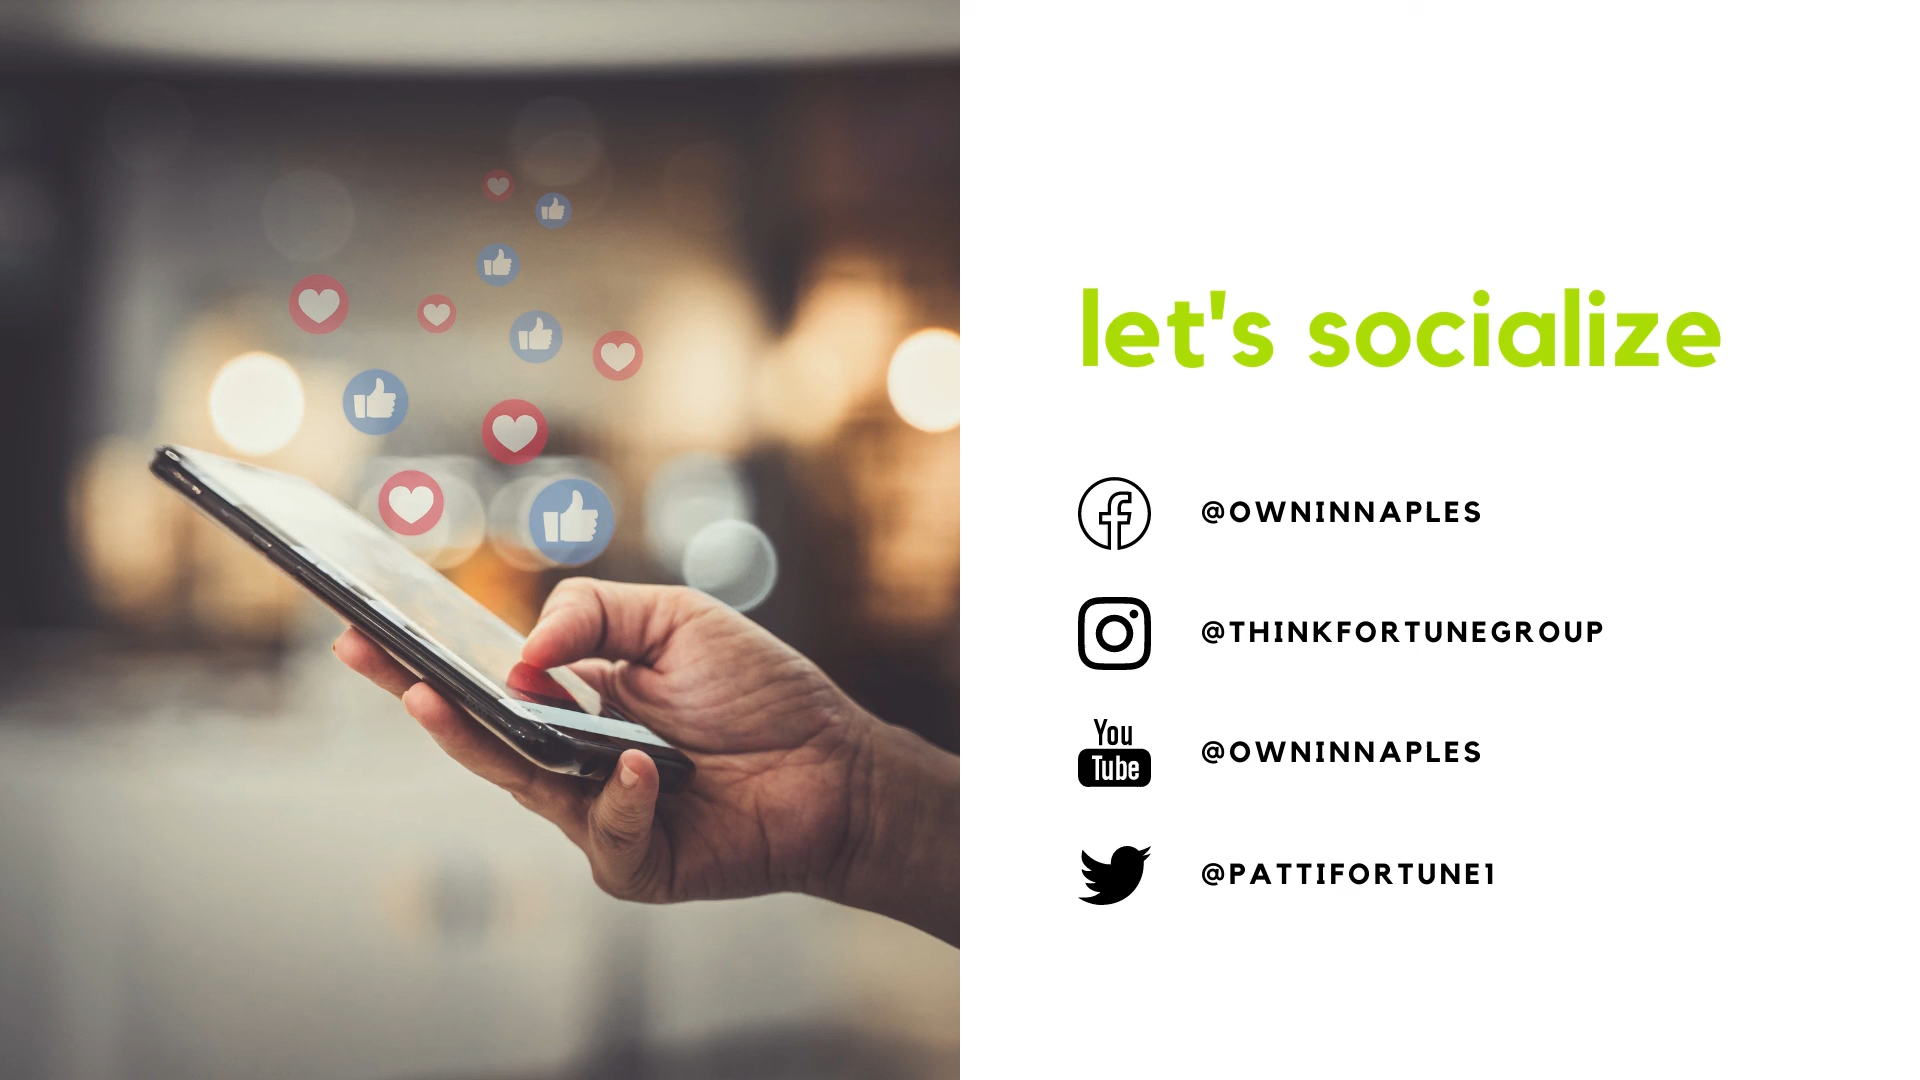 let's socialize
@OWNINNAPLES
@THINKFORTUNEGROUP
You
Tube
@OWNINNAPLES
@PATTIFORTUNE1